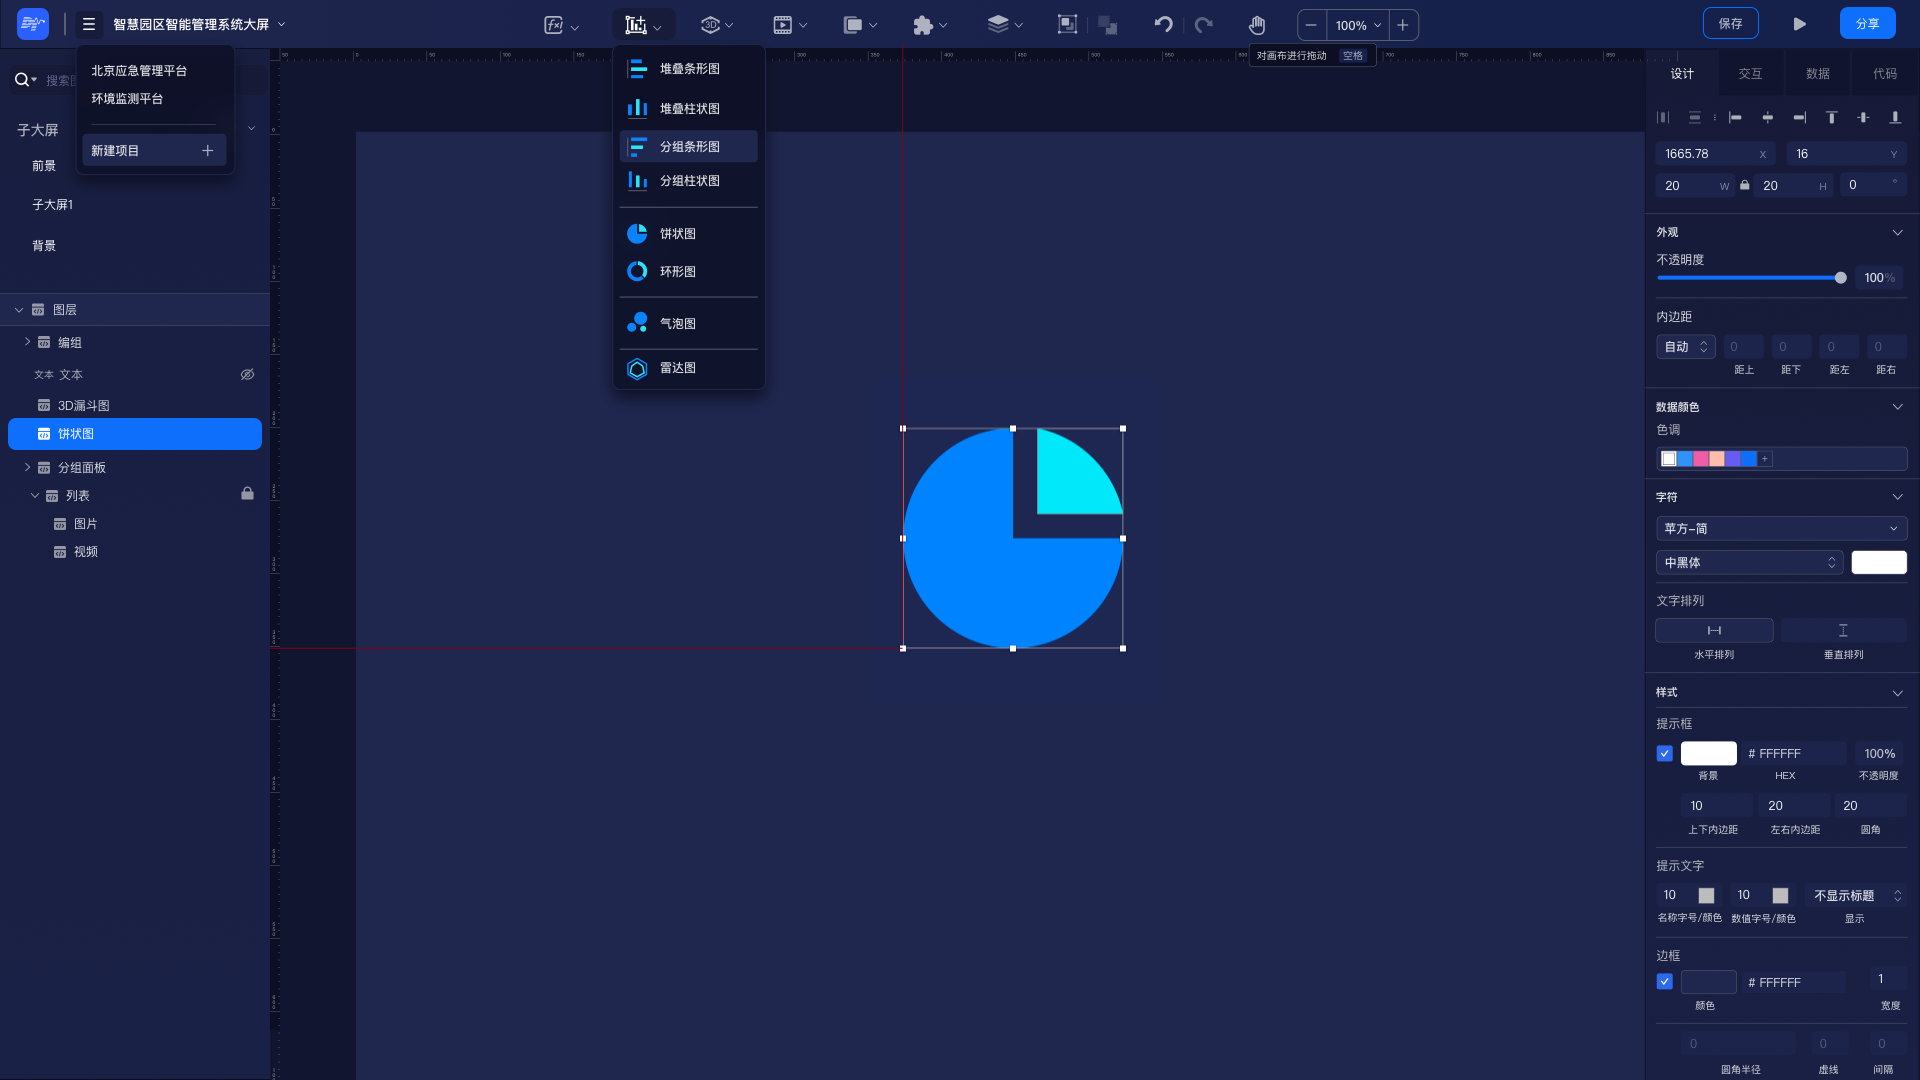 智慧园区智能管理系统大屏
100%
保存
分享
北京应急管理平台
环境监测平台
新建项目
对画布进行拖动 空格
搜索
子大屏
前景
子大屏1
背景
图层
编组
文本 文本
3D漏斗图
饼状图
分组面板
列表
图片
视频
堆叠条形图
堆叠柱状图
分组条形图
分组柱状图
饼状图
环形图
气泡图
雷达图
设计 交互 数据 代码
1665.78 X 16 Y
20 W 20 H 0 °
外观
不透明度
100%
内边距
自动 0 0 0 0
距上 距下 距左 距右
数据颜色
色调
字符
苹方-简
中黑体
文字排列
水平排列 垂直排列
样式
提示框
# FFFFFF 100%
背景 HEX 不透明度
10 20 20
上下内边距 左右内边距 圆角
提示文字
10 10 不显示标题
名称字号/颜色 数值字号/颜色 显示
边框
# FFFFFF 1
颜色 宽度
0 0 0
圆角半径 虚线 间隔